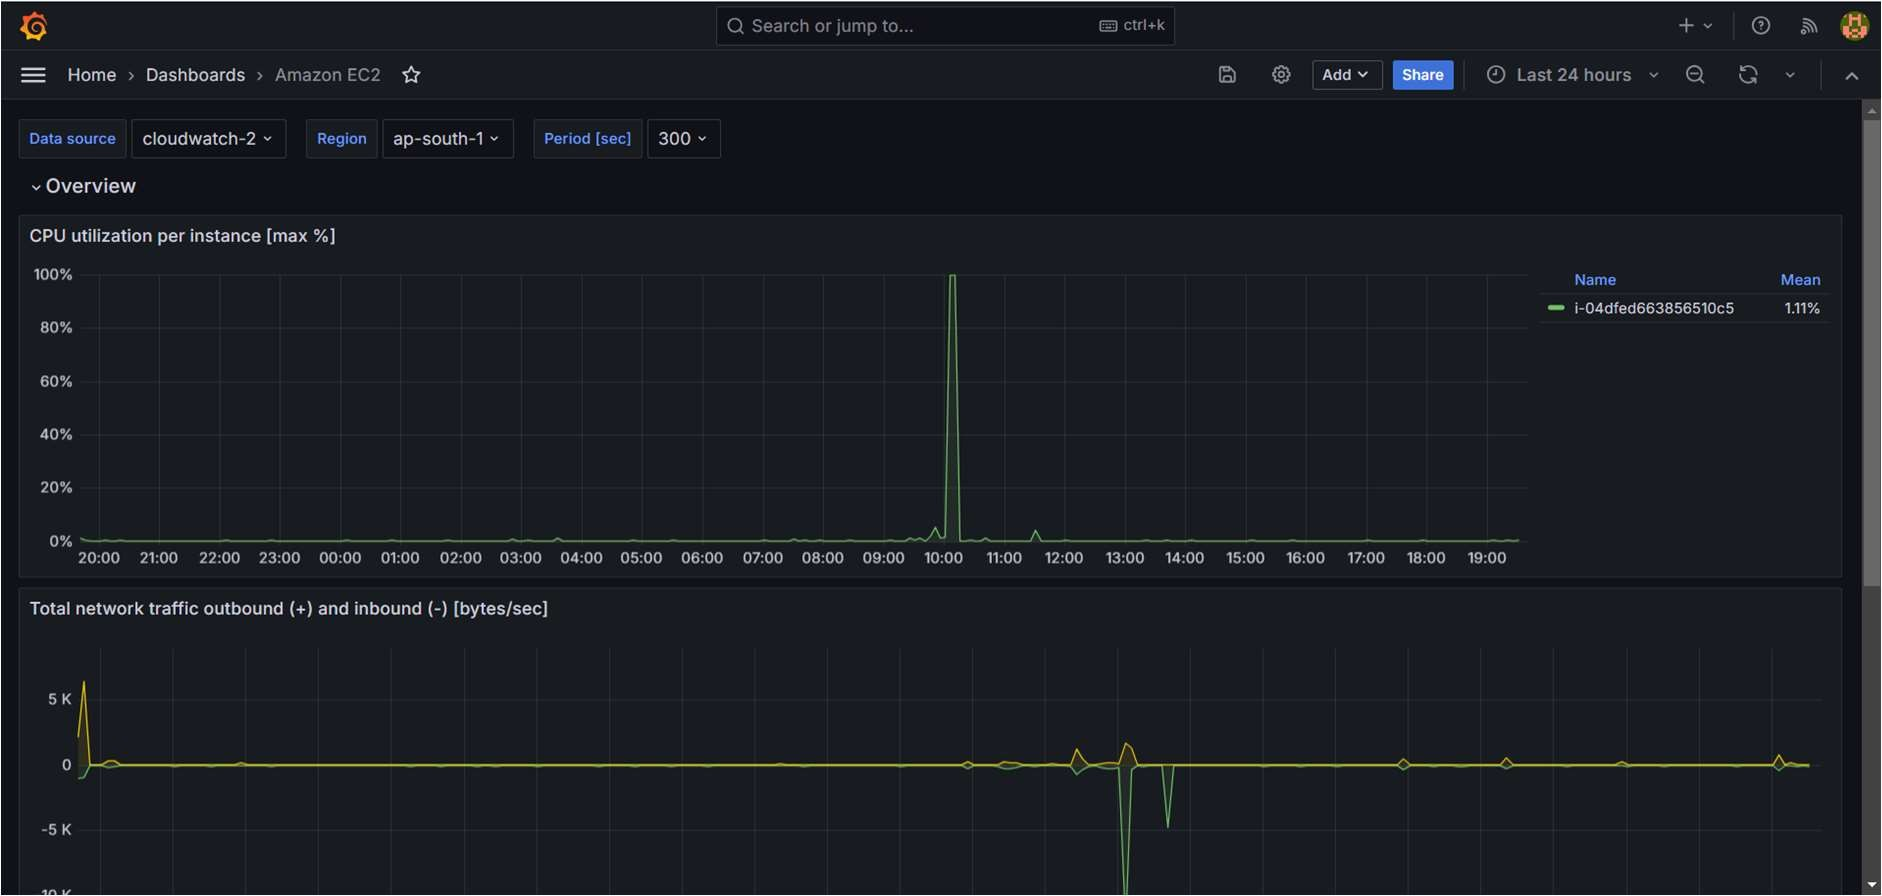 Search or jump to... ctrl+k
Home › Dashboards › Amazon EC2 Add Share Last 24 hours
Data source cloudwatch-2 Region ap-south-1 Period [sec] 300
Overview
CPU utilization per instance [max %]
100%
80%
60%
40%
20%
0%
20:00 21:00 22:00 23:00 00:00 01:00 02:00 03:00 04:00 05:00 06:00 07:00 08:00 09:00 10:00 11:00 12:00 13:00 14:00 15:00 16:00 17:00 18:00 19:00
Name Mean
i-04dfed663856510c5 1.11%
Total network traffic outbound (+) and inbound (-) [bytes/sec]
5 K
0
-5 K